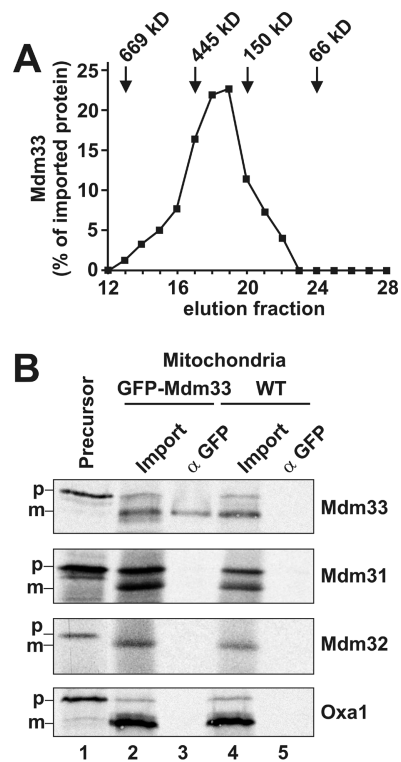 A
669 kD
445 kD
150 kD
66 kD
Mdm33
(% of imported protein)
25
20
15
10
5
0
12 16 20 24 28
elution fraction
B
Mitochondria
GFP-Mdm33 WT
Precursor
Import
α GFP
Import
α GFP
p
m
Mdm33
p
m
Mdm31
p
m
Mdm32
p
m
Oxa1
1 2 3 4 5